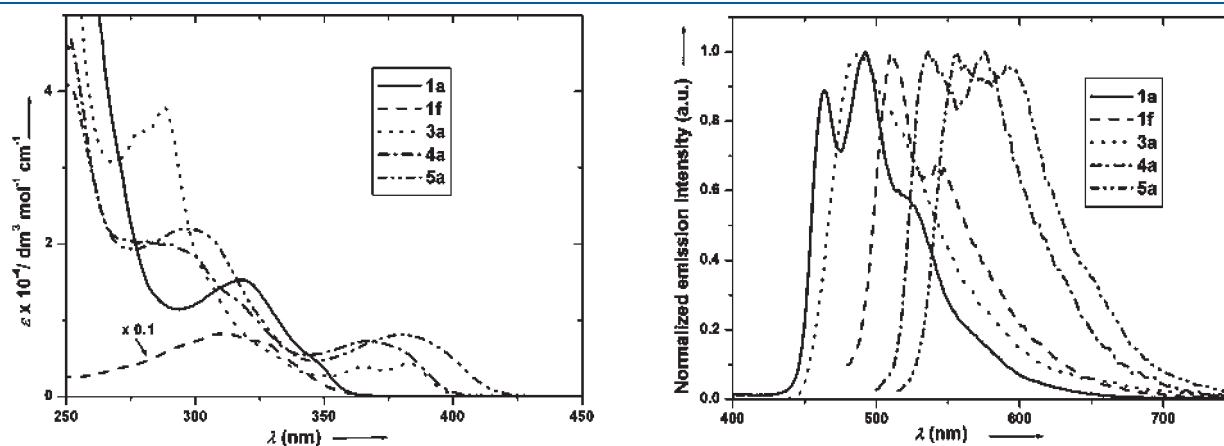 ε x 10⁻⁴/ dm³ mol⁻¹ cm⁻¹
4
2
0
x 0.1
1a
1f
3a
4a
5a
250 300 350 400 450
λ (nm)
Normalized emission intensity (a.u.)
1.0
0.8
0.6
0.4
0.2
0.0
1a
1f
3a
4a
5a
400 500 600 700
λ (nm)